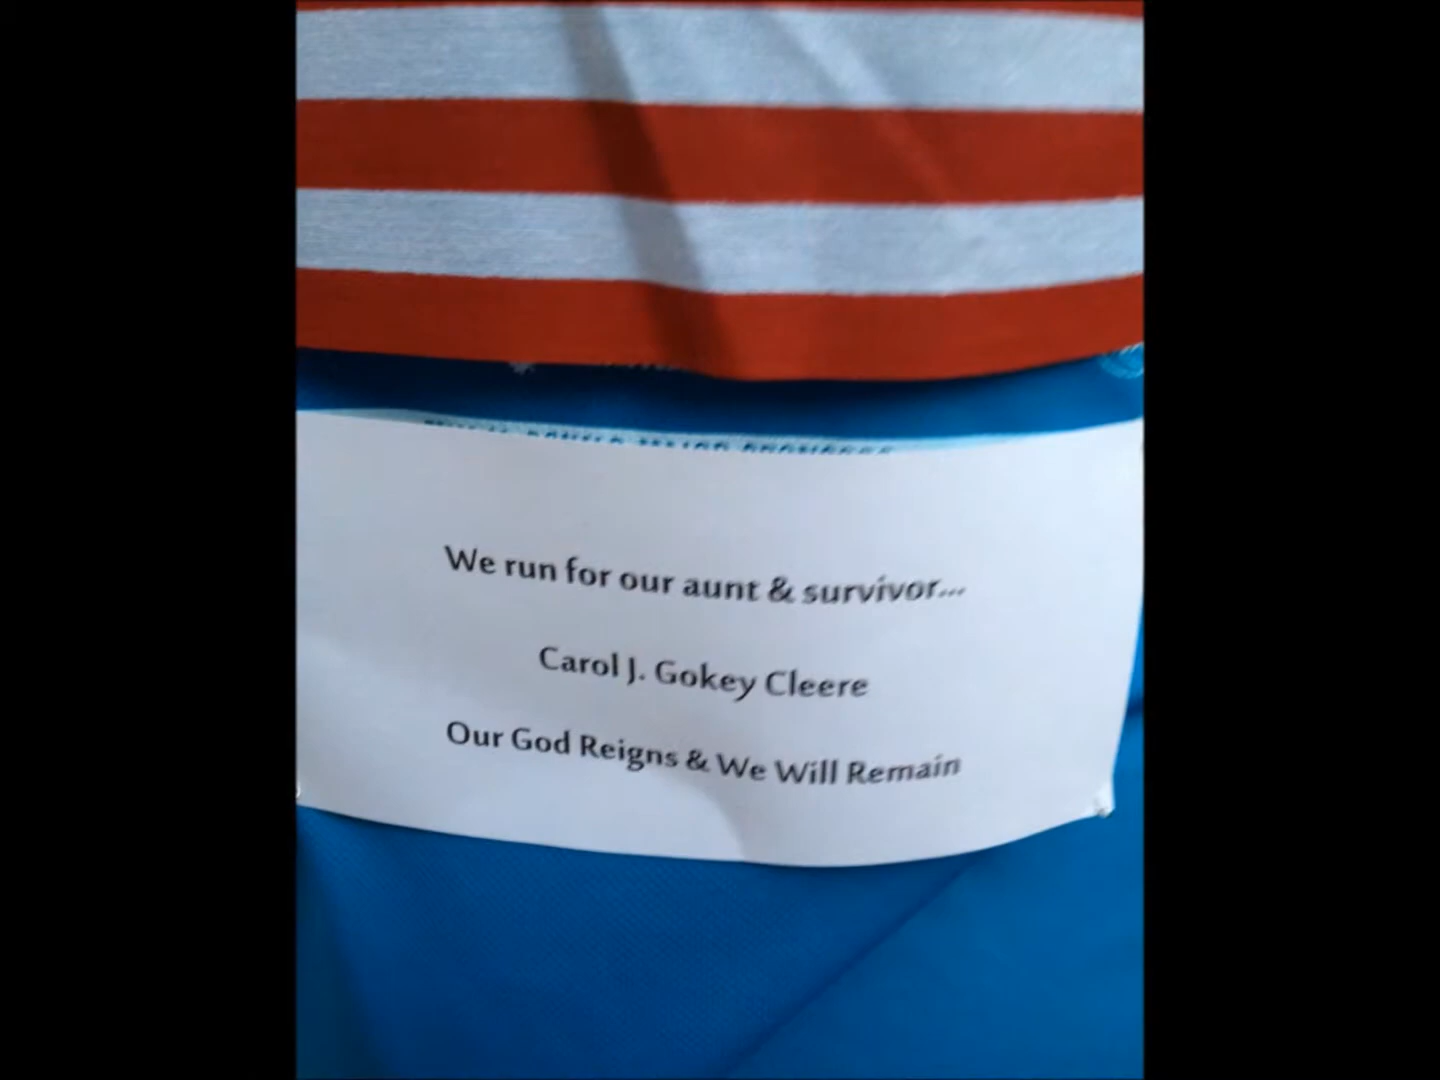 We run for our aunt & survivor...
Carol J. Gokey Cleere
Our God Reigns & We Will Remain